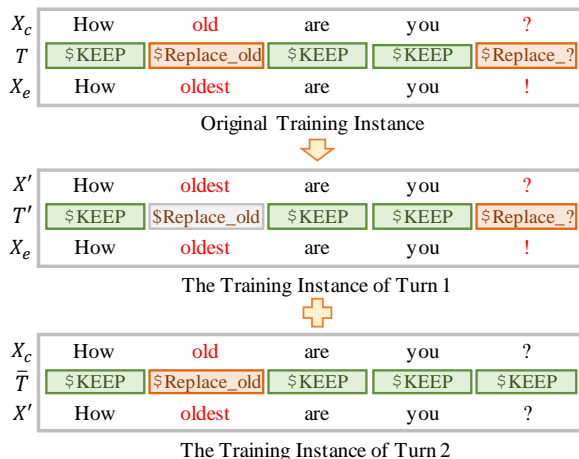 X_c How old are you ?
T $KEEP $Replace_old $KEEP $KEEP $Replace_?
X_e How oldest are you !
Original Training Instance
X′ How oldest are you ?
T′ $KEEP $Replace_old $KEEP $KEEP $Replace_?
X_e How oldest are you !
The Training Instance of Turn 1
X_c How old are you ?
T̄ $KEEP $Replace_old $KEEP $KEEP $KEEP
X′ How oldest are you ?
The Training Instance of Turn 2